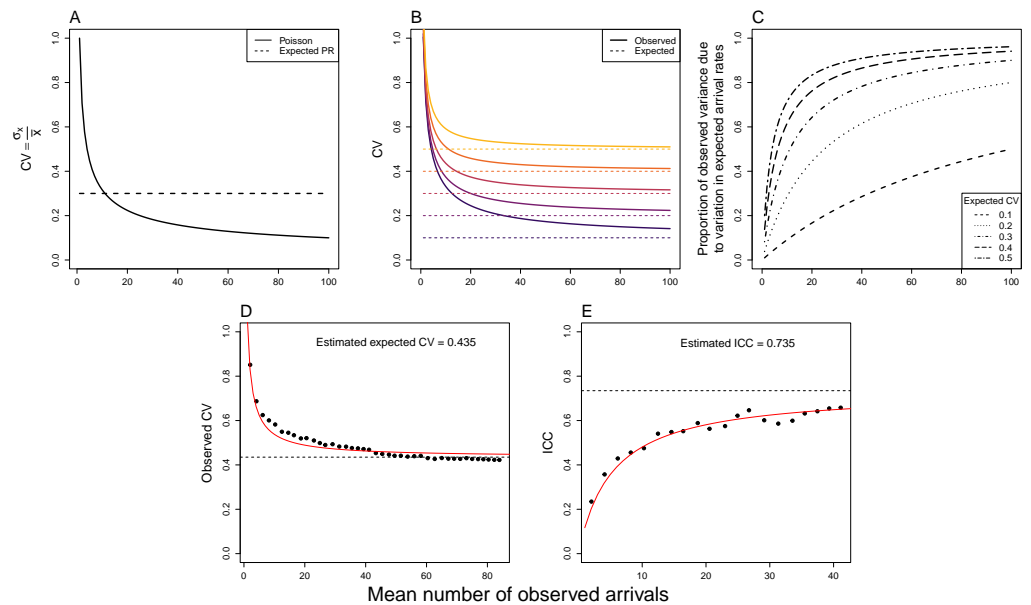 A
CV = σx / x̄
0.0 0.2 0.4 0.6 0.8 1.0
0 20 40 60 80 100
Poisson
Expected PR
B
CV
0.0 0.2 0.4 0.6 0.8 1.0
0 20 40 60 80 100
Observed
Expected
C
Proportion of observed variance due
to variation in expected arrival rates
0.0 0.2 0.4 0.6 0.8 1.0
0 20 40 60 80 100
Expected CV
0.1
0.2
0.3
0.4
0.5
D
Observed CV
0.0 0.2 0.4 0.6 0.8 1.0
0 20 40 60 80
Estimated expected CV = 0.435
E
ICC
0.0 0.2 0.4 0.6 0.8 1.0
10 20 30 40
Estimated ICC = 0.735
Mean number of observed arrivals